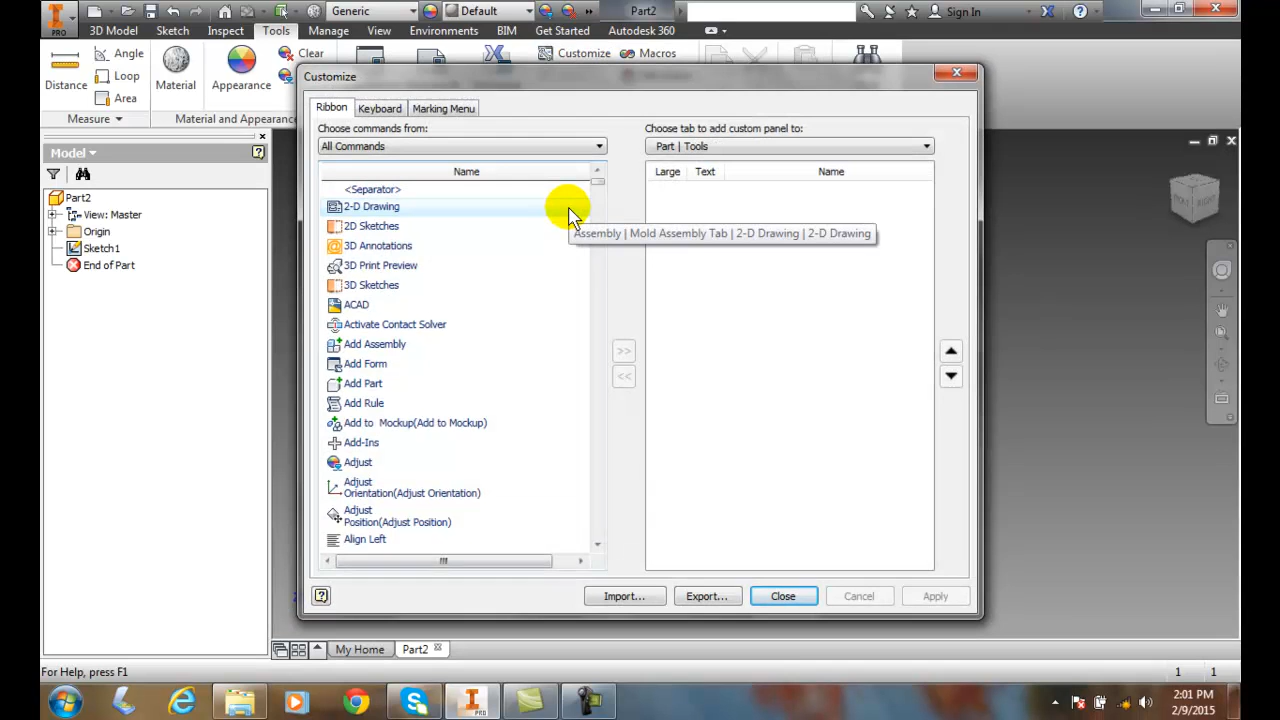 PRO
Generic
Default
Part2
Sign In
3D Model
Sketch
Inspect
Tools
Manage
View
Environments
BIM
Get Started
Autodesk 360
Distance
Angle
Loop
Area
Measure
Material
Appearance
Clear
Material and Appearance
Customize
Macros
Customize
Ribbon
Keyboard
Marking Menu
Choose commands from:
All Commands
Name
<Separator>
2-D Drawing
2D Sketches
3D Annotations
3D Print Preview
3D Sketches
ACAD
Activate Contact Solver
Add Assembly
Add Form
Add Part
Add Rule
Add to Mockup(Add to Mockup)
Add-Ins
Adjust
Adjust
Orientation(Adjust Orientation)
Adjust
Position(Adjust Position)
Align Left
Assembly | Mold Assembly Tab | 2-D Drawing | 2-D Drawing
>>
<<
Choose tab to add custom panel to:
Part | Tools
Large
Text
Name
Import...
Export...
Close
Cancel
Apply
Model
Part2
View: Master
Origin
Sketch1
End of Part
My Home
Part2
For Help, press F1
1
1
PRO
2:01 PM
2/9/2015